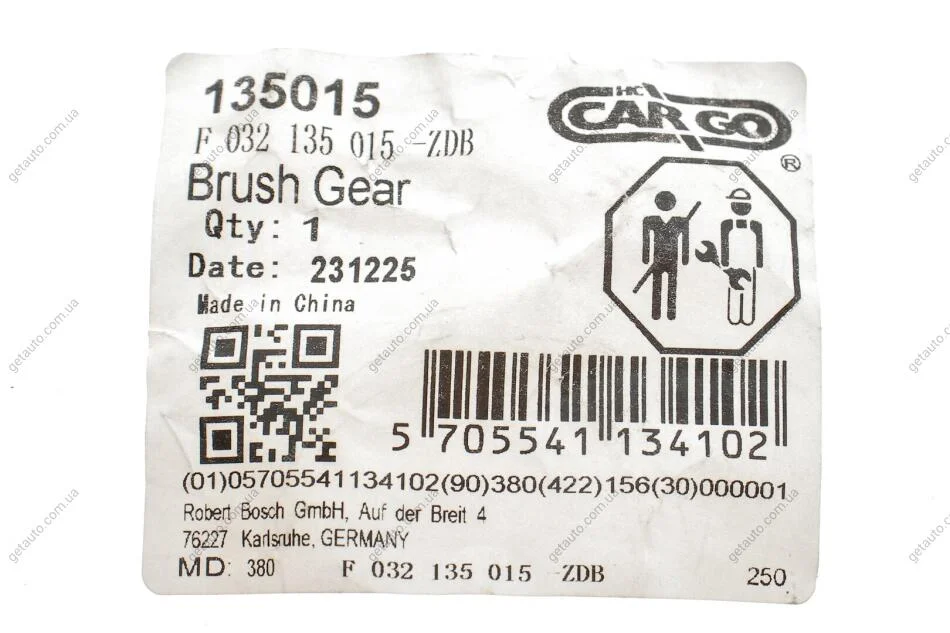 135015
F 032 135 015 -ZDB
Brush Gear
Qty: 1
Date: 231225
Made in China
HC
CARGO
®
5 705541 134102
(01)05705541134102(90)380(422)156(30)000001
Robert Bosch GmbH, Auf der Breit 4
76227 Karlsruhe, GERMANY
MD: 380 F 032 135 015 -ZDB 250
getauto.com.ua